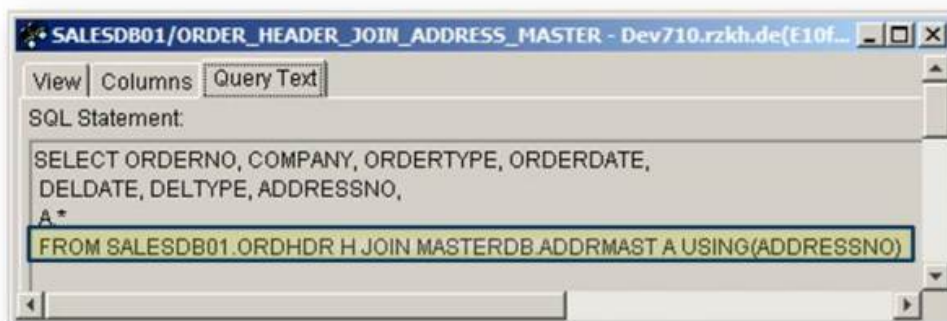 SALESDB01/ORDER_HEADER_JOIN_ADDRESS_MASTER - Dev710.rzkh.de(E10f...
View Columns Query Text
SQL Statement:
SELECT ORDERNO, COMPANY, ORDERTYPE, ORDERDATE,
DELDATE, DELTYPE, ADDRESSNO,
A.*
FROM SALESDB01.ORDHDR H JOIN MASTERDB.ADDRMAST A USING(ADDRESSNO)